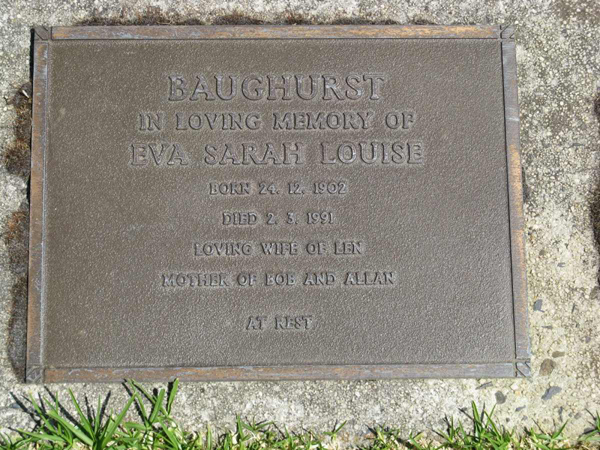 BAUGHURST
IN LOVING MEMORY OF
EVA SARAH LOUISE
BORN 24. 12. 1902
DIED 2. 3. 1991
LOVING WIFE OF LEN
MOTHER OF BOB AND ALLAN
AT REST